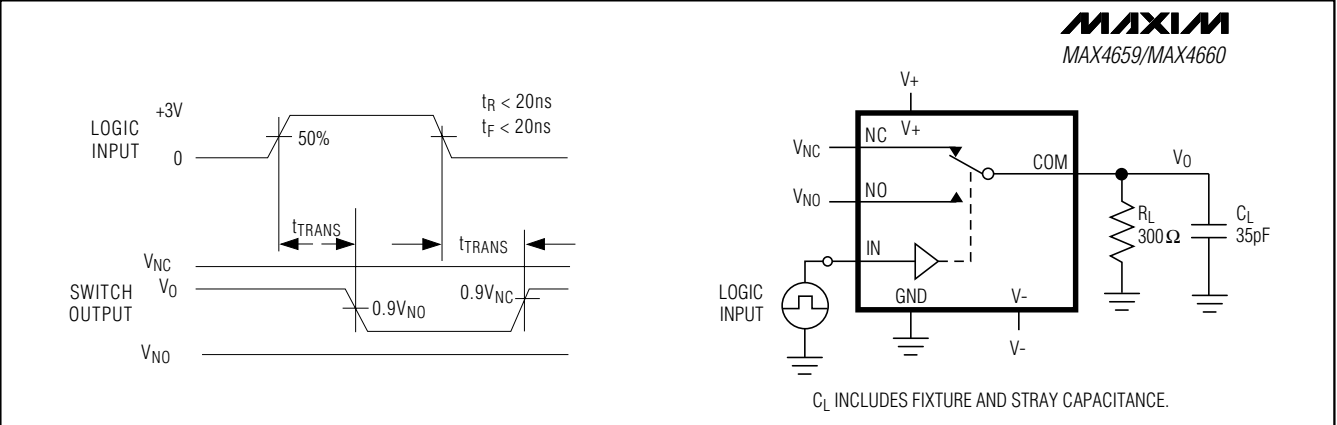 MAXIM
MAX4659/MAX4660
LOGIC
INPUT
+3V
0
50%
tR < 20ns
tF < 20ns
tTRANS
tTRANS
SWITCH
OUTPUT
VNC
VO
VNO
0.9VNO
0.9VNC
V+
V+
VNC
NC
VNO
NO
IN
COM
VO
RL
300Ω
CL
35pF
LOGIC
INPUT
GND
V-
V-
CL INCLUDES FIXTURE AND STRAY CAPACITANCE.